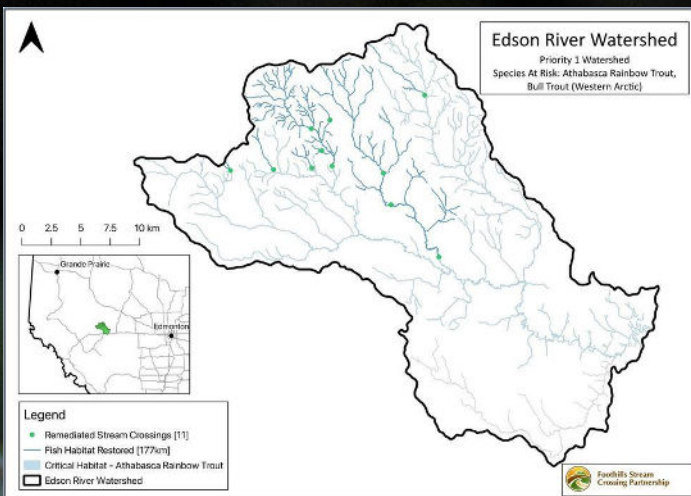 Edson River Watershed
Priority 1 Watershed
Species At Risk: Athabasca Rainbow Trout,
Bull Trout (Western Arctic)
0 2.5 5 7.5 10 km
Grande Prairie
Edmonton
Legend
Remediated Stream Crossings [11]
Fish Habitat Restored [177km]
Critical Habitat - Athabasca Rainbow Trout
Edson River Watershed
Foothills Stream
Crossing Partnership